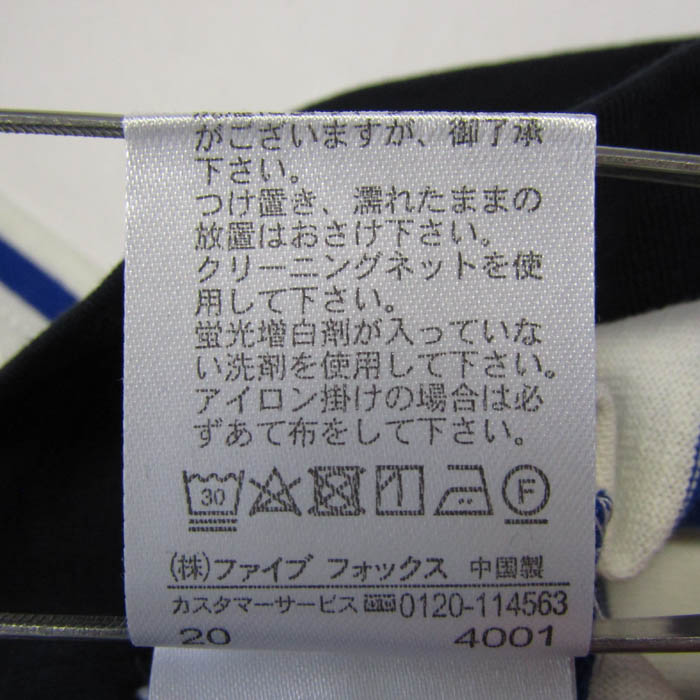 がございますが、御了承
下さい。
つけ置き、濡れたままの
放置はおさけ下さい。
クリーニングネットを使
用して下さい。
蛍光増白剤が入っていな
い洗剤を使用して下さい。
アイロン掛けの場合は必
ずあて布をして下さい。
30 F
(株)ファイブ フォックス 中国製
カスタマーサービス 0120-114563
20 4001